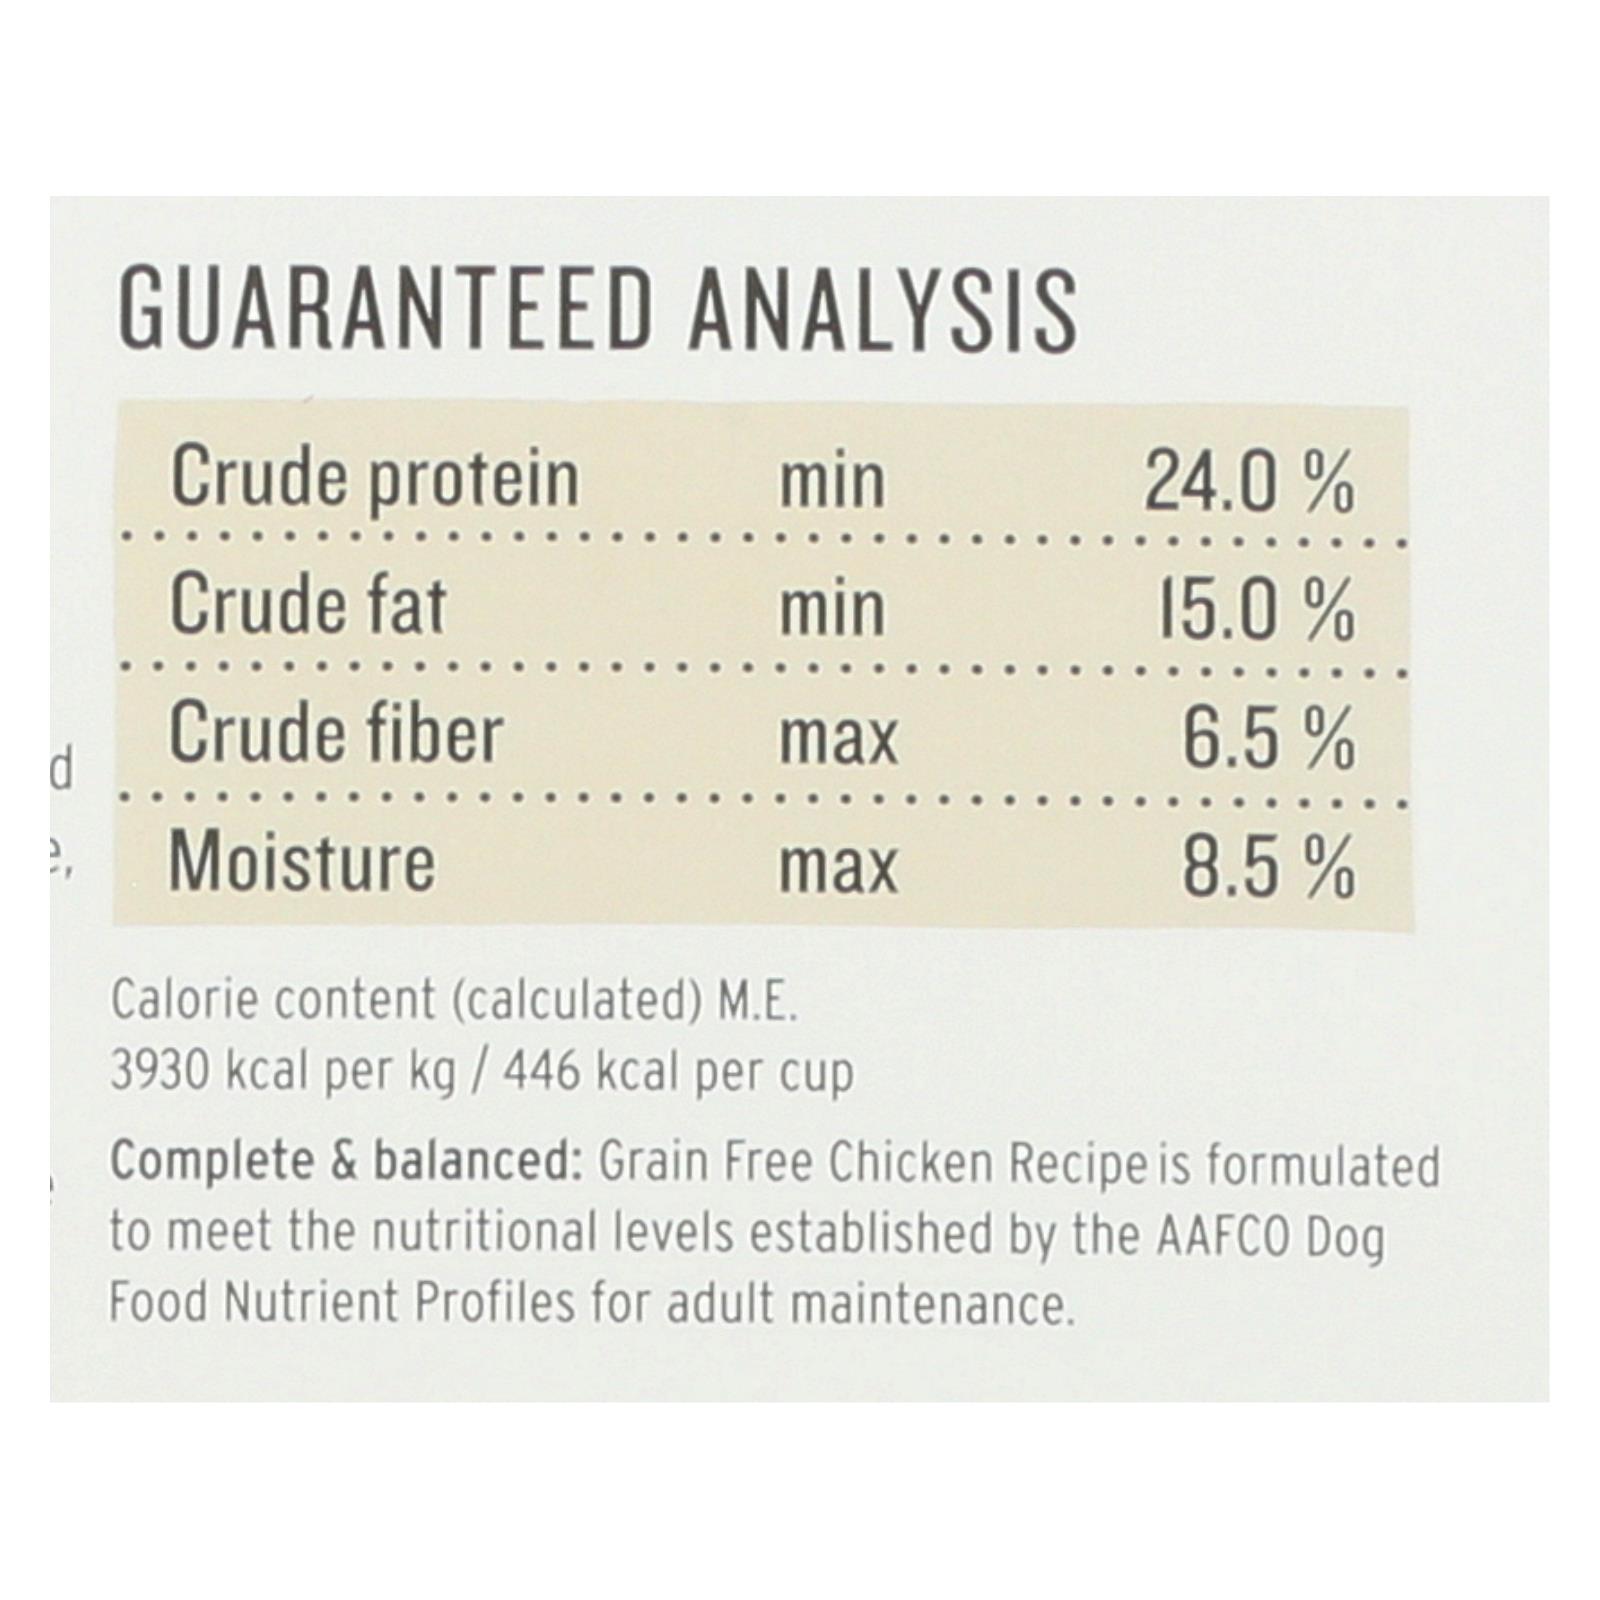 GUARANTEED ANALYSIS
Crude protein min 24.0 %
Crude fat min 15.0 %
Crude fiber max 6.5 %
Moisture max 8.5 %
Calorie content (calculated) M.E.
3930 kcal per kg / 446 kcal per cup
Complete & balanced: Grain Free Chicken Recipe is formulated
to meet the nutritional levels established by the AAFCO Dog
Food Nutrient Profiles for adult maintenance.